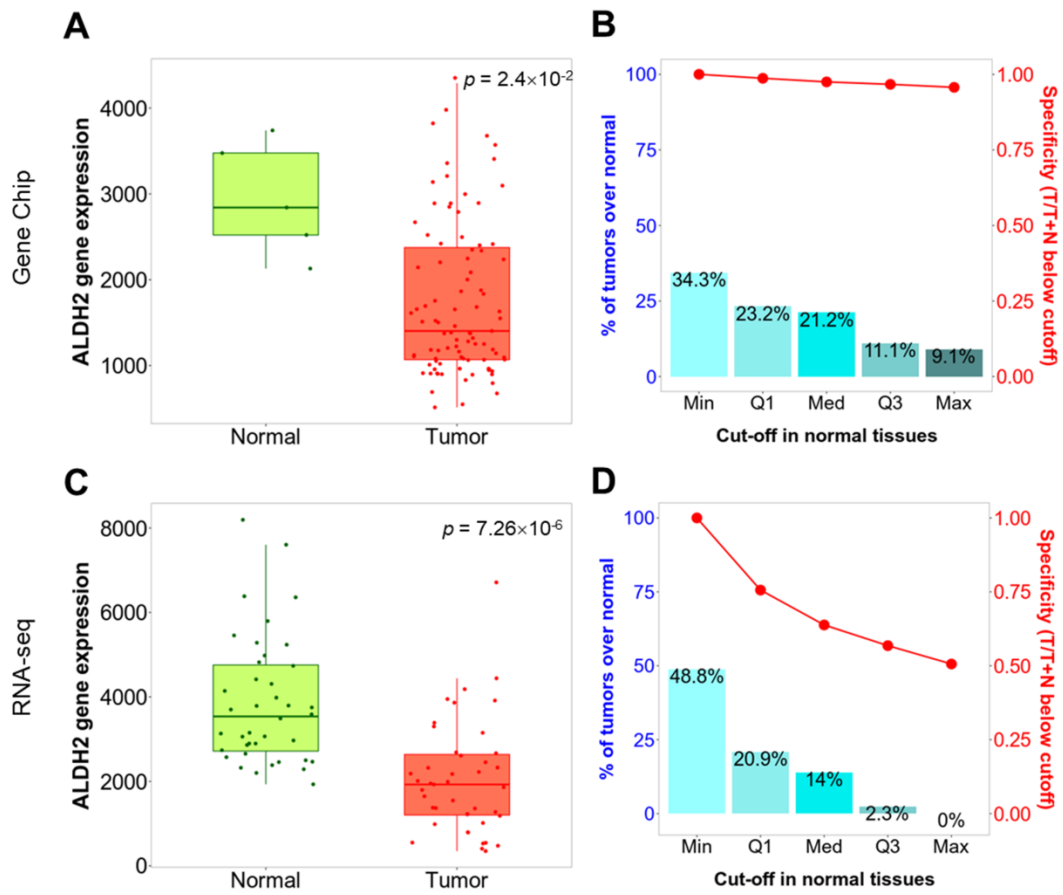 A
Gene Chip
ALDH2 gene expression
4000
3000
2000
1000
p = 2.4×10-2
Normal
Tumor
B
% of tumors over normal
100
75
50
25
0
34.3%
23.2%
21.2%
11.1%
9.1%
Min
Q1
Med
Q3
Max
Cut-off in normal tissues
1.00
0.75
0.50
0.25
0.00
Specificity (T/T+N below cutoff)
C
RNA-seq
ALDH2 gene expression
8000
6000
4000
2000
0
p = 7.26×10-6
Normal
Tumor
D
% of tumors over normal
100
75
50
25
0
48.8%
20.9%
14%
2.3%
0%
Min
Q1
Med
Q3
Max
Cut-off in normal tissues
1.00
0.75
0.50
0.25
0.00
Specificity (T/T+N below cutoff)